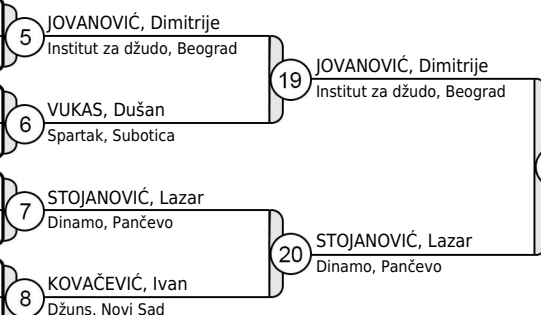 5
JOVANOVIĆ, Dimitrije
Institut za džudo, Beograd
6
VUKAS, Dušan
Spartak, Subotica
7
STOJANOVIĆ, Lazar
Dinamo, Pančevo
8
KOVAČEVIĆ, Ivan
Džuns, Novi Sad
19
JOVANOVIĆ, Dimitrije
Institut za džudo, Beograd
20
STOJANOVIĆ, Lazar
Dinamo, Pančevo